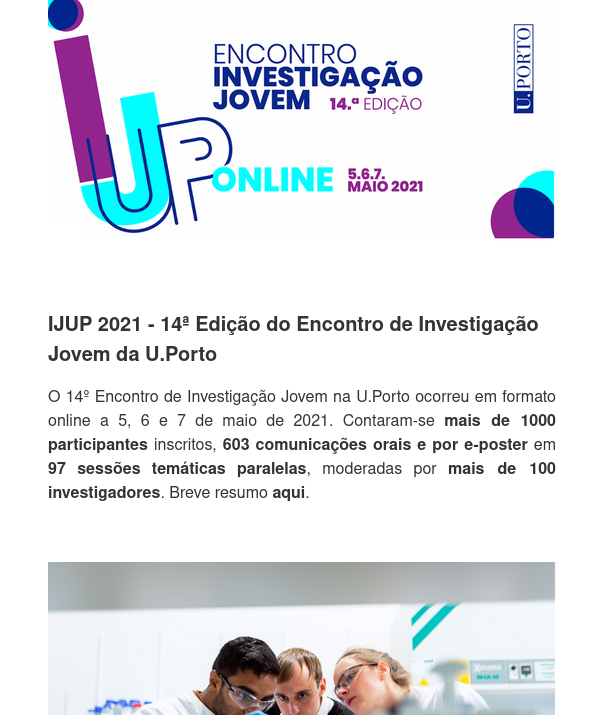 iJUP
ENCONTRO
INVESTIGAÇÃO
JOVEM 14.ª EDIÇÃO
ONLINE 5.6.7.
MAIO 2021
U.PORTO
IJUP 2021 - 14ª Edição do Encontro de Investigação
Jovem da U.Porto
O 14º Encontro de Investigação Jovem na U.Porto ocorreu em formato
online a 5, 6 e 7 de maio de 2021. Contaram-se mais de 1000
participantes inscritos, 603 comunicações orais e por e-poster em
97 sessões temáticas paralelas, moderadas por mais de 100
investigadores. Breve resumo aqui.